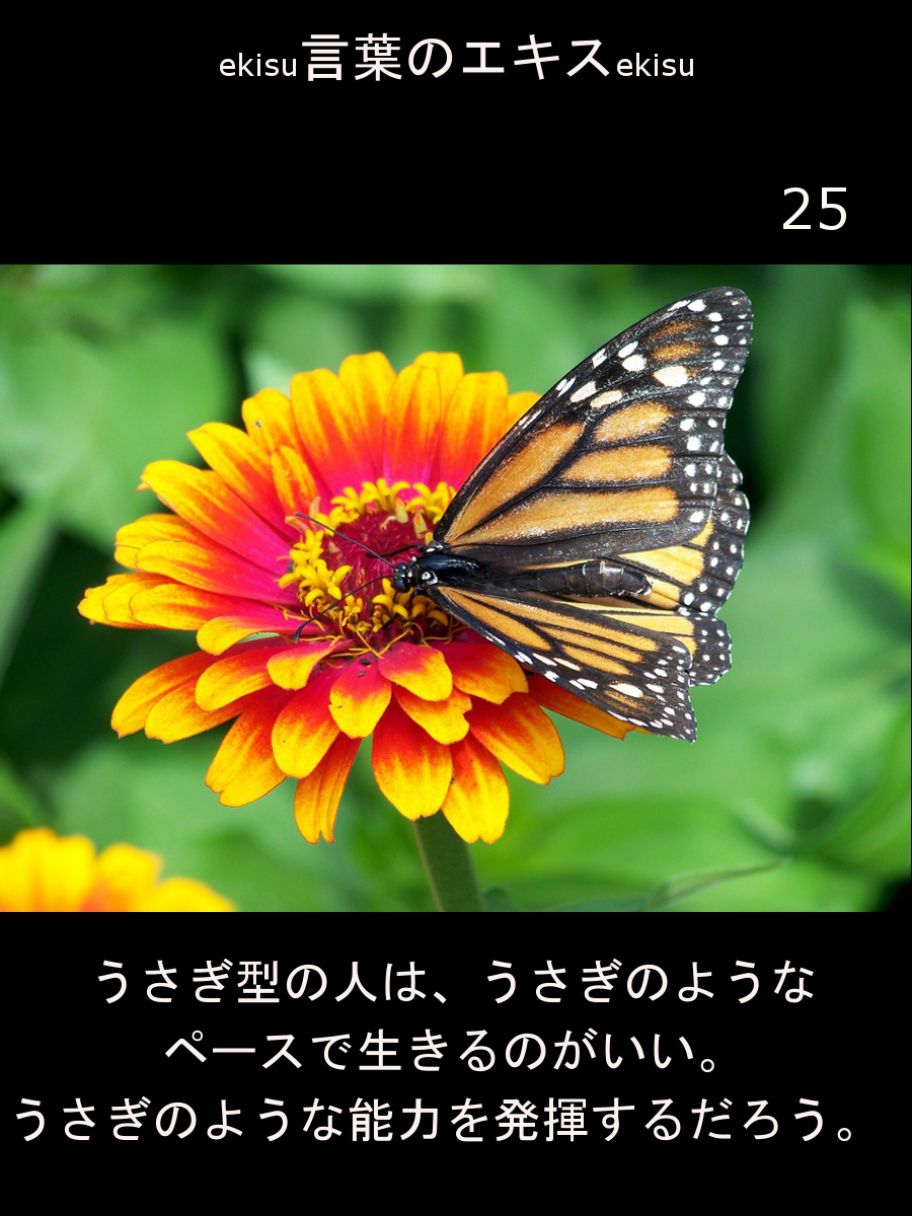 ekisu言葉のエキスekisu
25
うさぎ型の人は、うさぎのような
ペースで生きるのがいい。
うさぎのような能力を発揮するだろう。